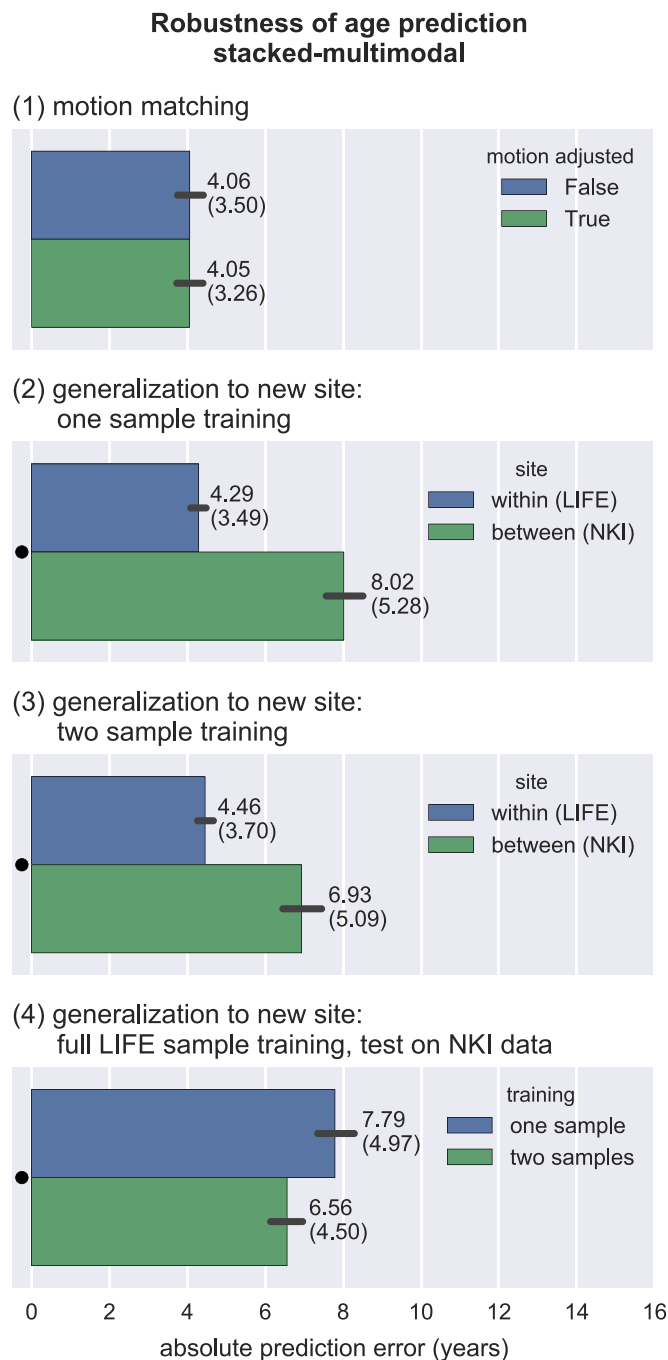 Robustness of age prediction
stacked-multimodal
(1) motion matching
motion adjusted
False
True
4.06
(3.50)
4.05
(3.26)
(2) generalization to new site:
one sample training
site
within (LIFE)
between (NKI)
4.29
(3.49)
8.02
(5.28)
(3) generalization to new site:
two sample training
site
within (LIFE)
between (NKI)
4.46
(3.70)
6.93
(5.09)
(4) generalization to new site:
full LIFE sample training, test on NKI data
training
one sample
two samples
7.79
(4.97)
6.56
(4.50)
0 2 4 6 8 10 12 14 16
absolute prediction error (years)